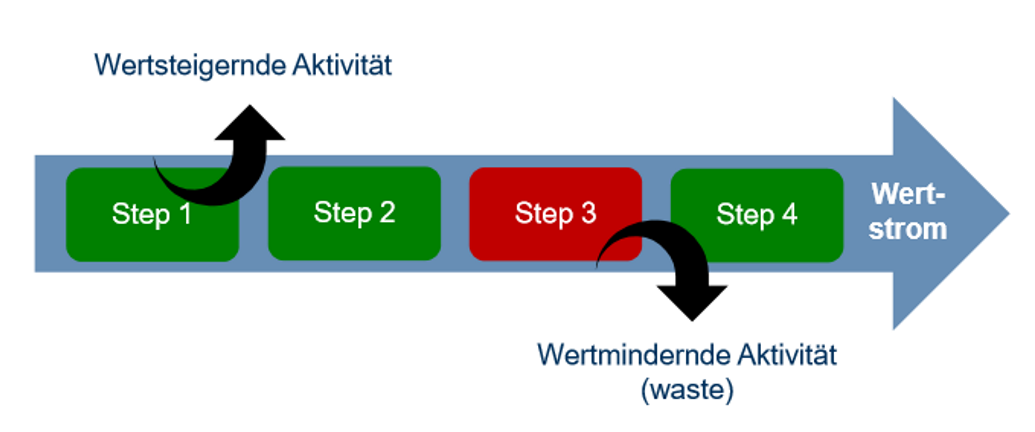 Wertsteigernde Aktivität
Step 1
Step 2
Step 3
Step 4
Wert-
strom
Wertmindernde Aktivität
(waste)